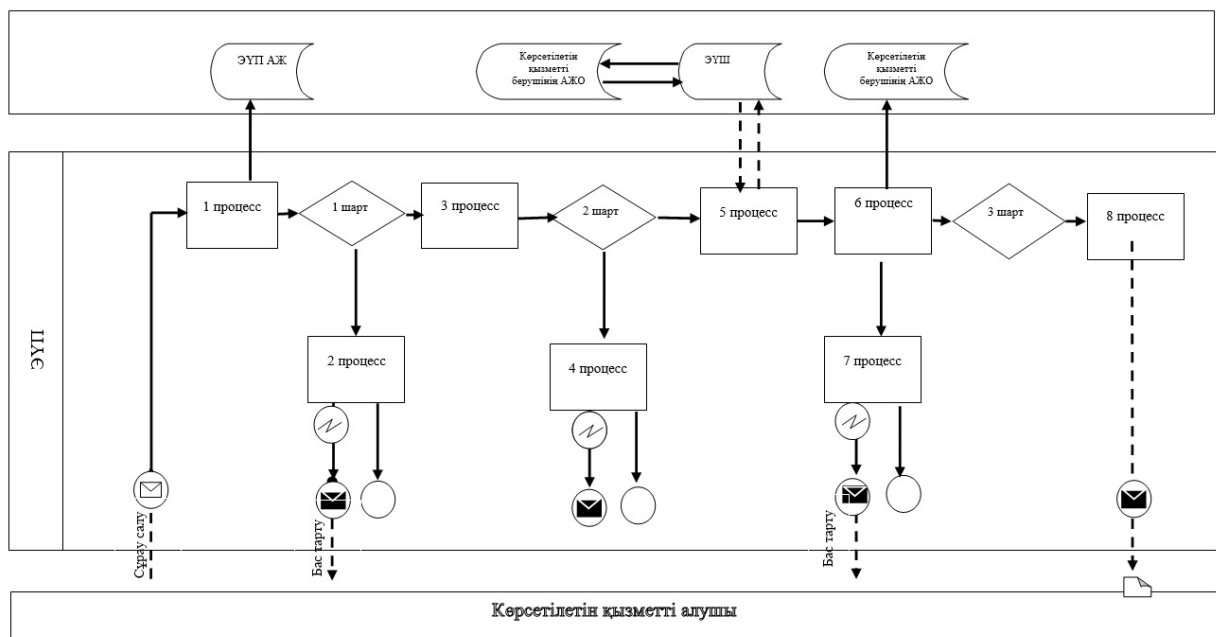 ЭҮП АЖ
Көрсетілетін
қызметті
берушінің АЖО
ЭҮШ
Көрсетілетін
қызметті
берушінің АЖО
ЭҮП
1 процесс
1 шарт
3 процесс
2 шарт
5 процесс
6 процесс
3 шарт
8 процесс
2 процесс
4 процесс
7 процесс
Сұрау салу
Бас тарту
Бас тарту
Көрсетілетін қызметті алушы